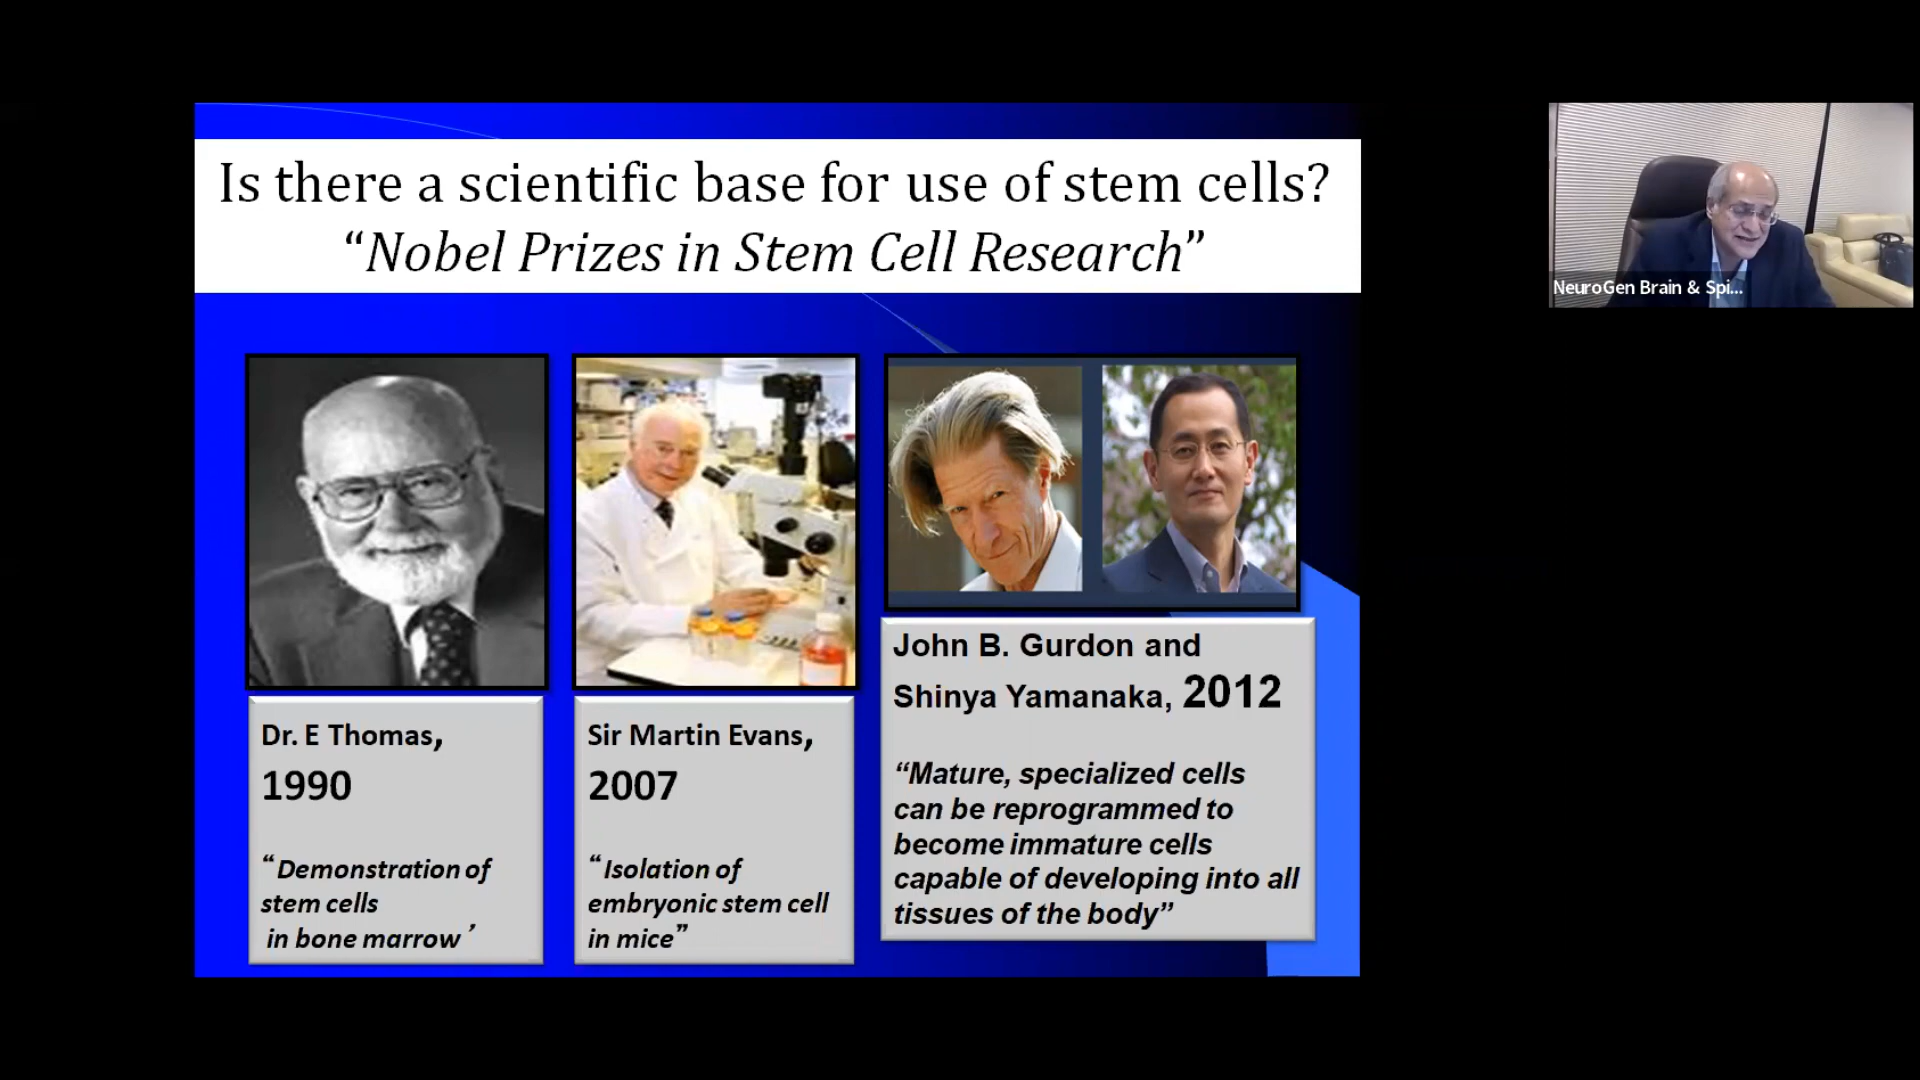 Is there a scientific base for use of stem cells?
“Nobel Prizes in Stem Cell Research”
Dr. E Thomas,
1990
“Demonstration of
stem cells
in bone marrow ’
Sir Martin Evans,
2007
“Isolation of
embryonic stem cell
in mice”
John B. Gurdon and
Shinya Yamanaka, 2012
“Mature, specialized cells
can be reprogrammed to
become immature cells
capable of developing into all
tissues of the body”
NeuroGen Brain & Spi...